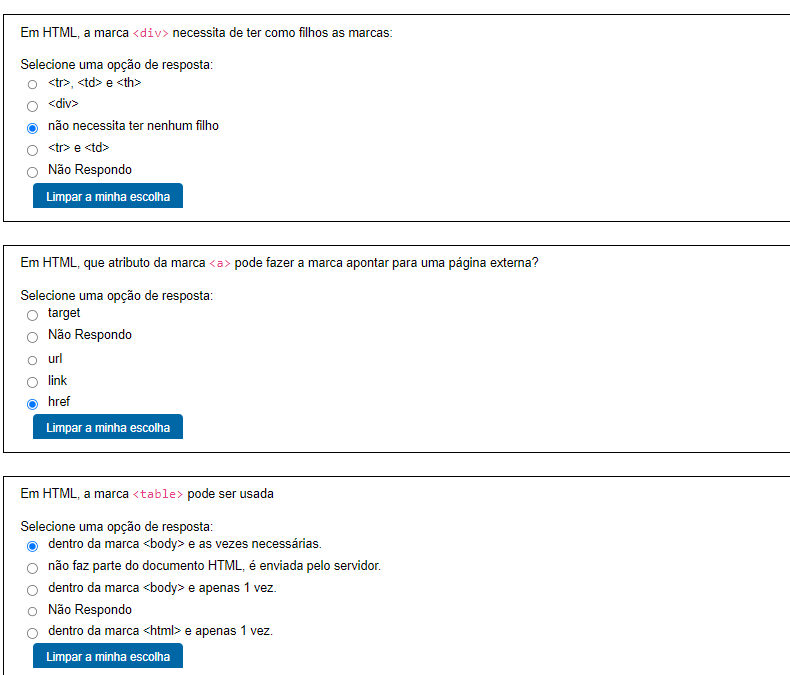 Em HTML, a marca <div> necessita de ter como filhos as marcas:
Selecione uma opção de resposta:
<tr>, <td> e <th>
<div>
não necessita ter nenhum filho
<tr> e <td>
Não Respondo
Limpar a minha escolha
Em HTML, que atributo da marca <a> pode fazer a marca apontar para uma página externa?
Selecione uma opção de resposta:
target
Não Respondo
url
link
href
Limpar a minha escolha
Em HTML, a marca <table> pode ser usada
Selecione uma opção de resposta:
dentro da marca <body> e as vezes necessárias.
não faz parte do documento HTML, é enviada pelo servidor.
dentro da marca <body> e apenas 1 vez.
Não Respondo
dentro da marca <html> e apenas 1 vez.
Limpar a minha escolha